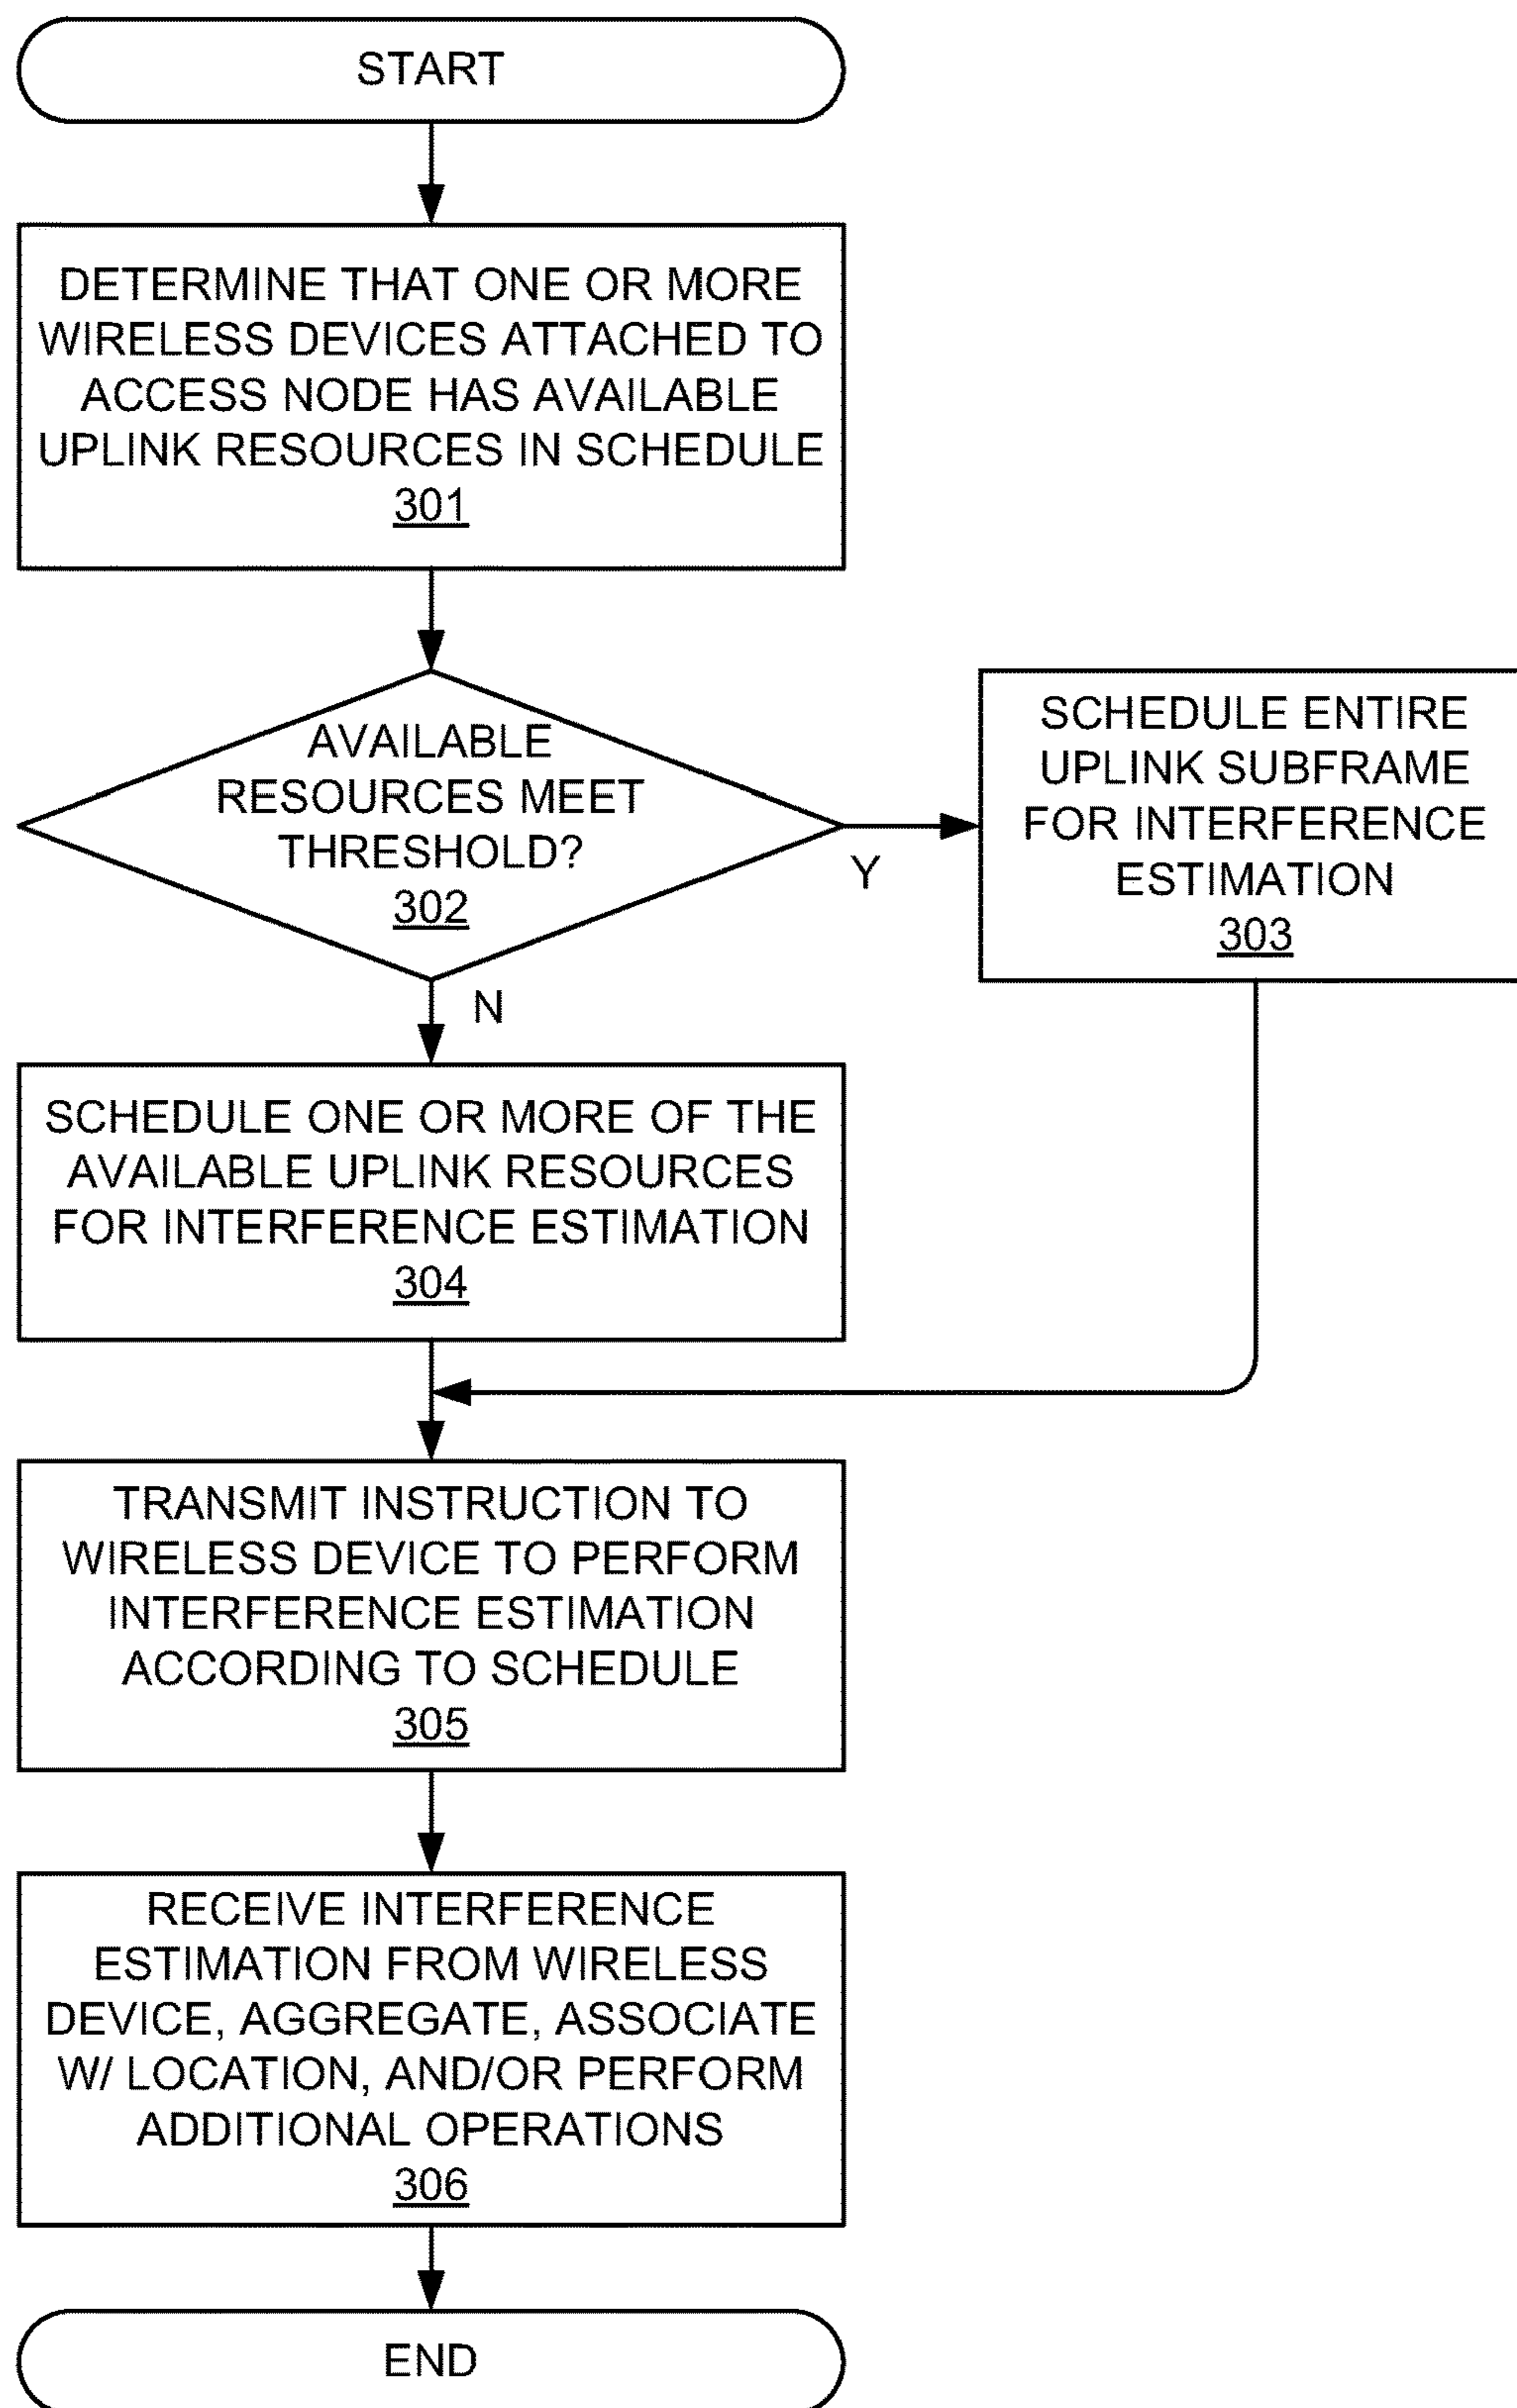 START
DETERMINE THAT ONE OR MORE
WIRELESS DEVICES ATTACHED TO
ACCESS NODE HAS AVAILABLE
UPLINK RESOURCES IN SCHEDULE
301
AVAILABLE
RESOURCES MEET
THRESHOLD?
302
Y
SCHEDULE ENTIRE
UPLINK SUBFRAME
FOR INTERFERENCE
ESTIMATION
303
N
SCHEDULE ONE OR MORE OF THE
AVAILABLE UPLINK RESOURCES
FOR INTERFERENCE ESTIMATION
304
TRANSMIT INSTRUCTION TO
WIRELESS DEVICE TO PERFORM
INTERFERENCE ESTIMATION
ACCORDING TO SCHEDULE
305
RECEIVE INTERFERENCE
ESTIMATION FROM WIRELESS
DEVICE, AGGREGATE, ASSOCIATE
W/ LOCATION, AND/OR PERFORM
ADDITIONAL OPERATIONS
306
END